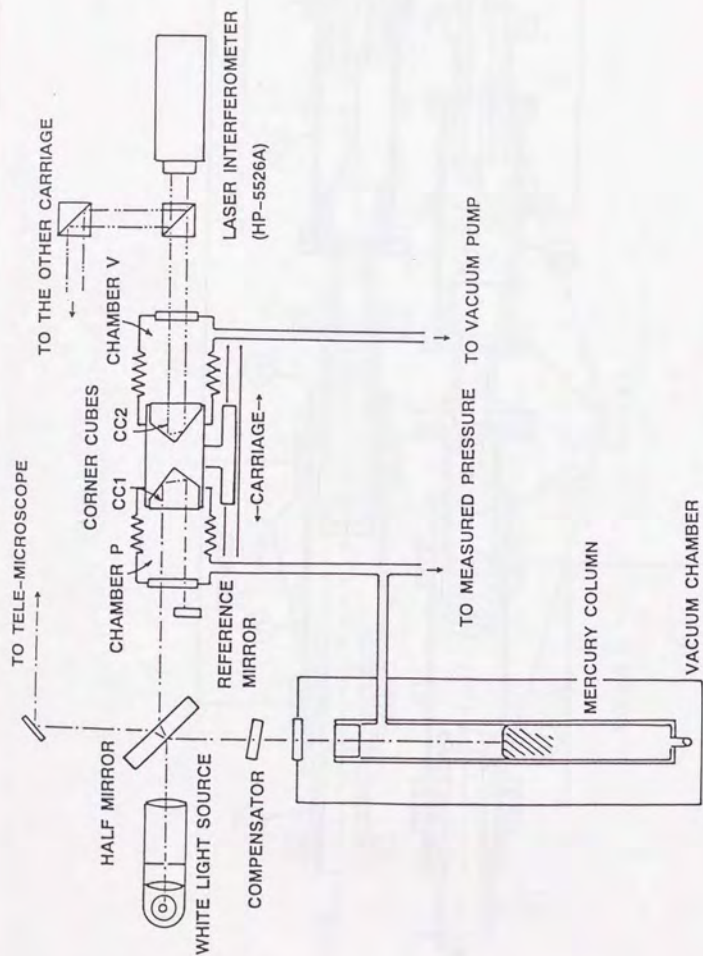 TO TELE-MICROSCOPE
TO THE OTHER CARRIAGE
HALF MIRROR
WHITE LIGHT SOURCE
CHAMBER P
CORNER CUBES
CC1
CC2
CHAMBER V
LASER INTERFEROMETER
(HP-5526A)
REFERENCE
MIRROR
←CARRIAGE→
COMPENSATOR
TO MEASURED PRESSURE
TO VACUUM PUMP
MERCURY COLUMN
VACUUM CHAMBER